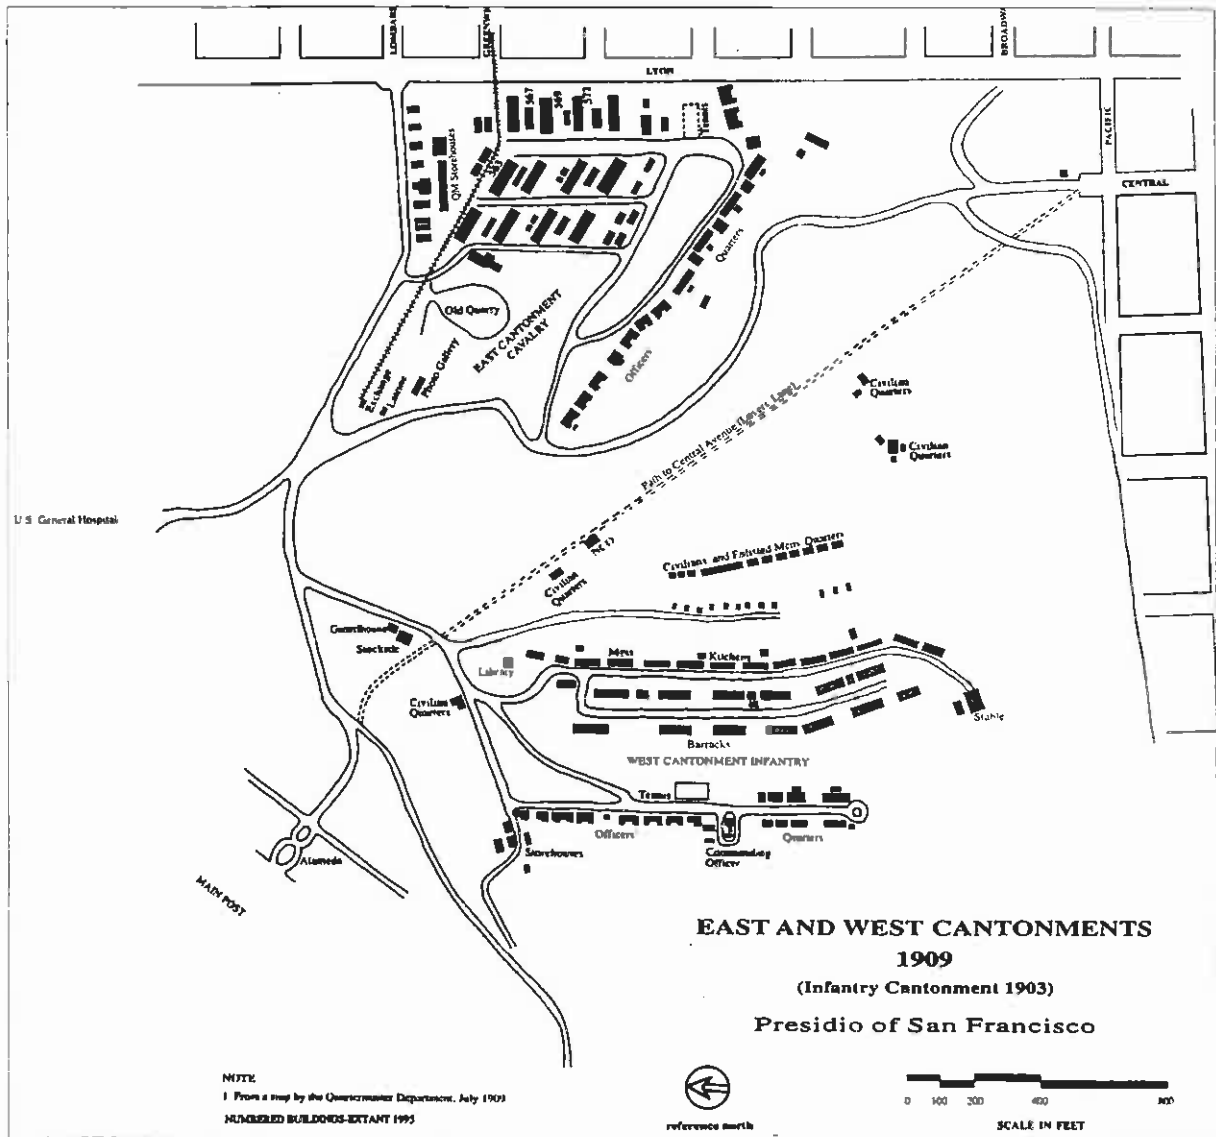 LOMBARD
GREENWI
BROADWA
LYON
PACIFIC
CENTRAL
567
569
572
Tennis
QM Storehouses
Quarters
Old Quarry
EAST CANTONMENT
CAVALRY
Officers
Photo Gallery
Exchange
Latrine
Civilian
Quarters
Civilian
Quarters
Path to Central Avenue (Lovers Lane)
U.S. General Hospital
NCO
Civilian
Quarters
Civilians and Enlisted Mens Quarters
Guardhouse
Stockade
Library
Mess
Kitchens
Civilian
Quarters
Stable
Barracks
WEST CANTONMENT INFANTRY
Tennis
Officers
Quarters
Commanding
Officer
Storehouses
Alameda
MAIN POST
EAST AND WEST CANTONMENTS
1909
(Infantry Cantonment 1903)
Presidio of San Francisco
NOTE
1 From a map by the Quartermaster Department, July 1909
NUMBERED BUILDINGS-EXTANT 1995
reference north
0 100 200 400 800
SCALE IN FEET